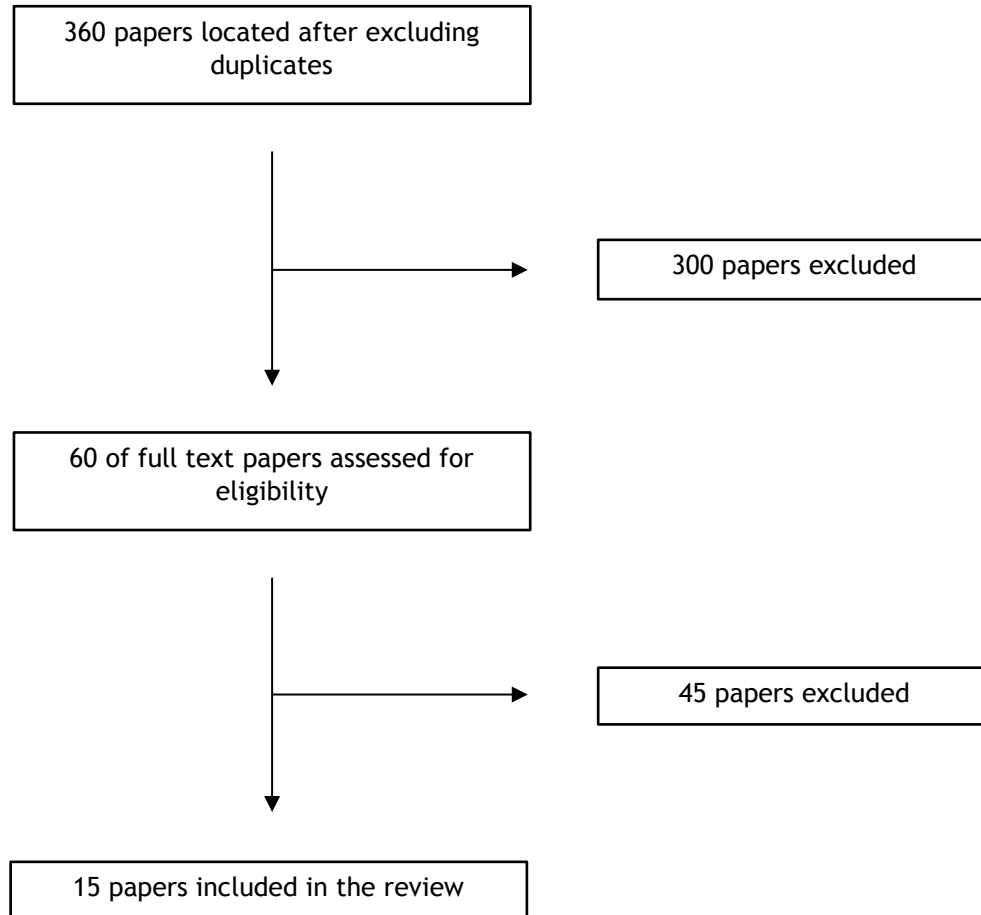 360 papers located after excluding
duplicates
300 papers excluded
60 of full text papers assessed for
eligibility
45 papers excluded
15 papers included in the review